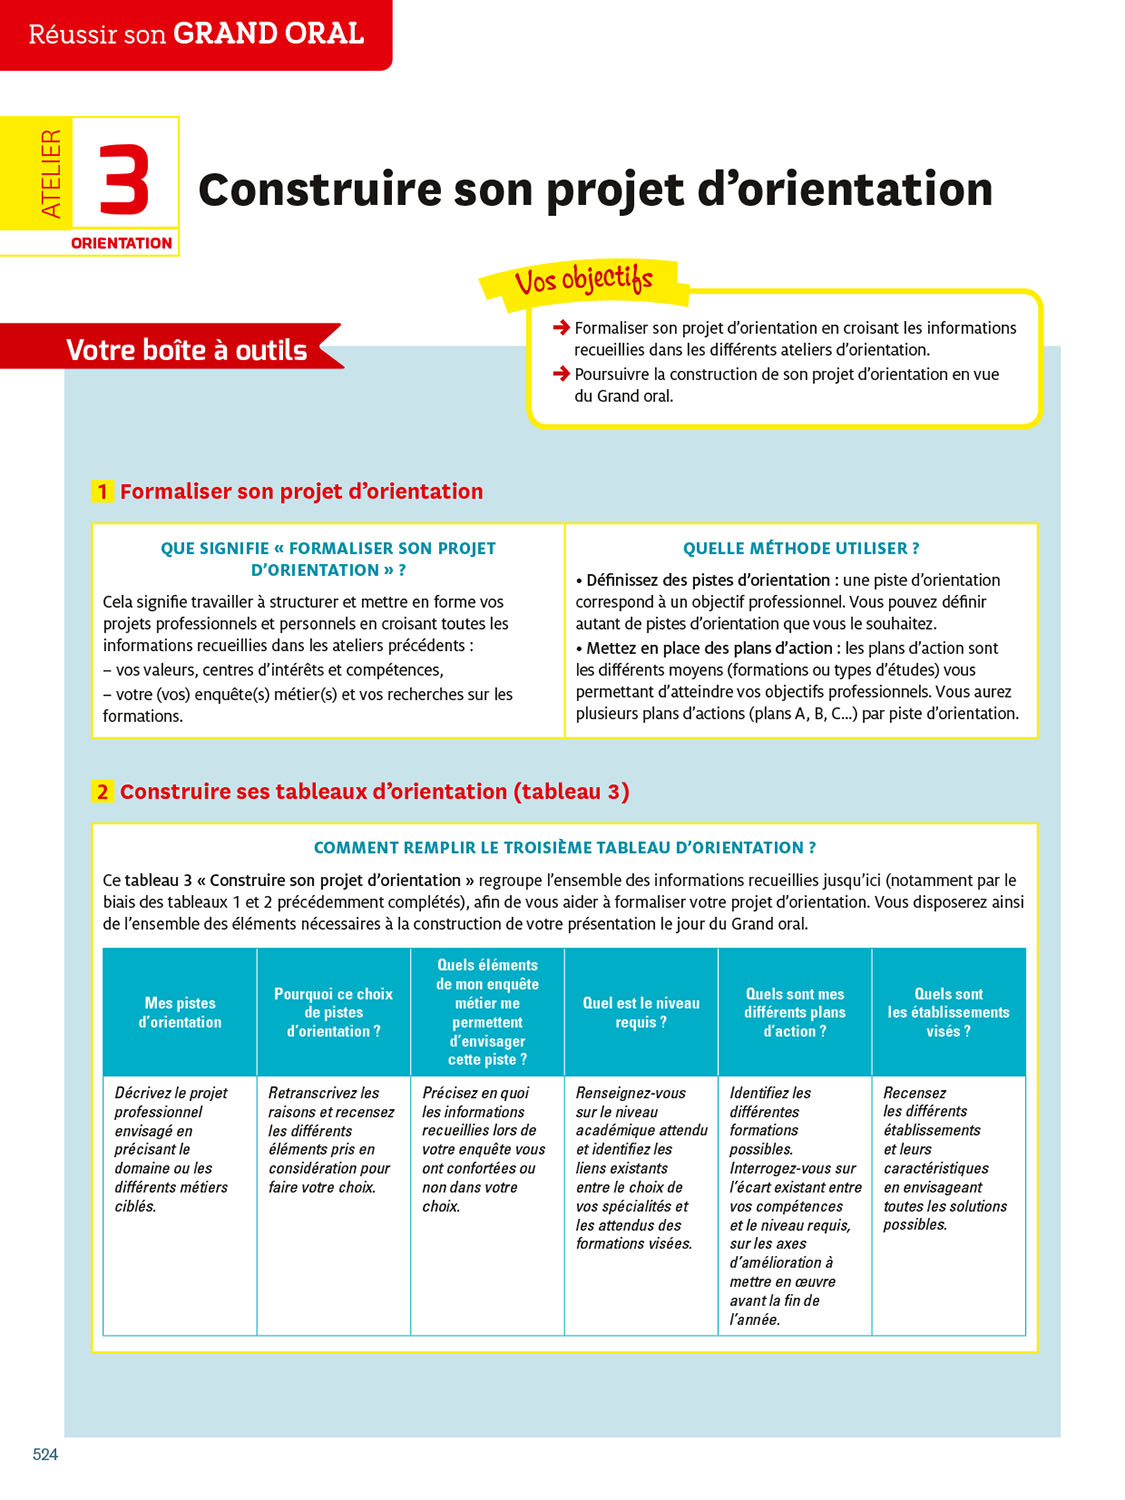 Réussir son GRAND ORAL
ATELIER
3
ORIENTATION
Construire son projet d’orientation
Vos objectifs
➔ Formaliser son projet d’orientation en croisant les informations
recueillies dans les différents ateliers d’orientation.
➔ Poursuivre la construction de son projet d’orientation en vue
du Grand oral.
Votre boîte à outils
1 Formaliser son projet d’orientation
QUE SIGNIFIE « FORMALISER SON PROJET
D’ORIENTATION » ?
Cela signifie travailler à structurer et mettre en forme vos
projets professionnels et personnels en croisant toutes les
informations recueillies dans les ateliers précédents :
– vos valeurs, centres d’intérêts et compétences,
– votre (vos) enquête(s) métier(s) et vos recherches sur les
formations.
QUELLE MÉTHODE UTILISER ?
• Définissez des pistes d’orientation : une piste d’orientation
correspond à un objectif professionnel. Vous pouvez définir
autant de pistes d’orientation que vous le souhaitez.
• Mettez en place des plans d’action : les plans d’action sont
les différents moyens (formations ou types d’études) vous
permettant d’atteindre vos objectifs professionnels. Vous aurez
plusieurs plans d’actions (plans A, B, C…) par piste d’orientation.
2 Construire ses tableaux d’orientation (tableau 3)
COMMENT REMPLIR LE TROISIÈME TABLEAU D’ORIENTATION ?
Ce tableau 3 « Construire son projet d’orientation » regroupe l’ensemble des informations recueillies jusqu’ici (notamment par le
biais des tableaux 1 et 2 précédemment complétés), afin de vous aider à formaliser votre projet d’orientation. Vous disposerez ainsi
de l’ensemble des éléments nécessaires à la construction de votre présentation le jour du Grand oral.
Mes pistes
d’orientation
Pourquoi ce choix
de pistes
d’orientation ?
Quels éléments
de mon enquête
métier me
permettent
d’envisager
cette piste ?
Quel est le niveau
requis ?
Quels sont mes
différents plans
d’action ?
Quels sont
les établissements
visés ?
Décrivez le projet
professionnel
envisagé en
précisant le
domaine ou les
différents métiers
ciblés.
Retranscrivez les
raisons et recensez
les différents
éléments pris en
considération pour
faire votre choix.
Précisez en quoi
les informations
recueillies lors de
votre enquête vous
ont confortées ou
non dans votre
choix.
Renseignez-vous
sur le niveau
académique attendu
et identifiez les
liens existants
entre le choix de
vos spécialités et
les attendus des
formations visées.
Identifiez les
différentes
formations
possibles.
Interrogez-vous sur
l’écart existant entre
vos compétences
et le niveau requis,
sur les axes
d’amélioration à
mettre en œuvre
avant la fin de
l’année.
Recensez
les différents
établissements
et leurs
caractéristiques
en envisageant
toutes les solutions
possibles.
524